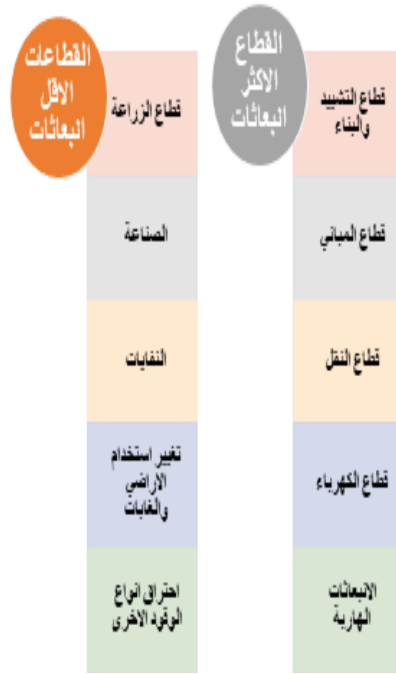 القطاع
الاكثر
انبعاثات
قطاع التشييد
والبناء
قطاع المباني
قطاع النقل
قطاع الكهرباء
الانبعاثات
الهاربة
القطاعات
الاقل
انبعاثات
قطاع الزراعة
الصناعة
النفايات
تغيير استخدام
الاراضي
والغابات
احتراق انواع
الوقود الاخرى